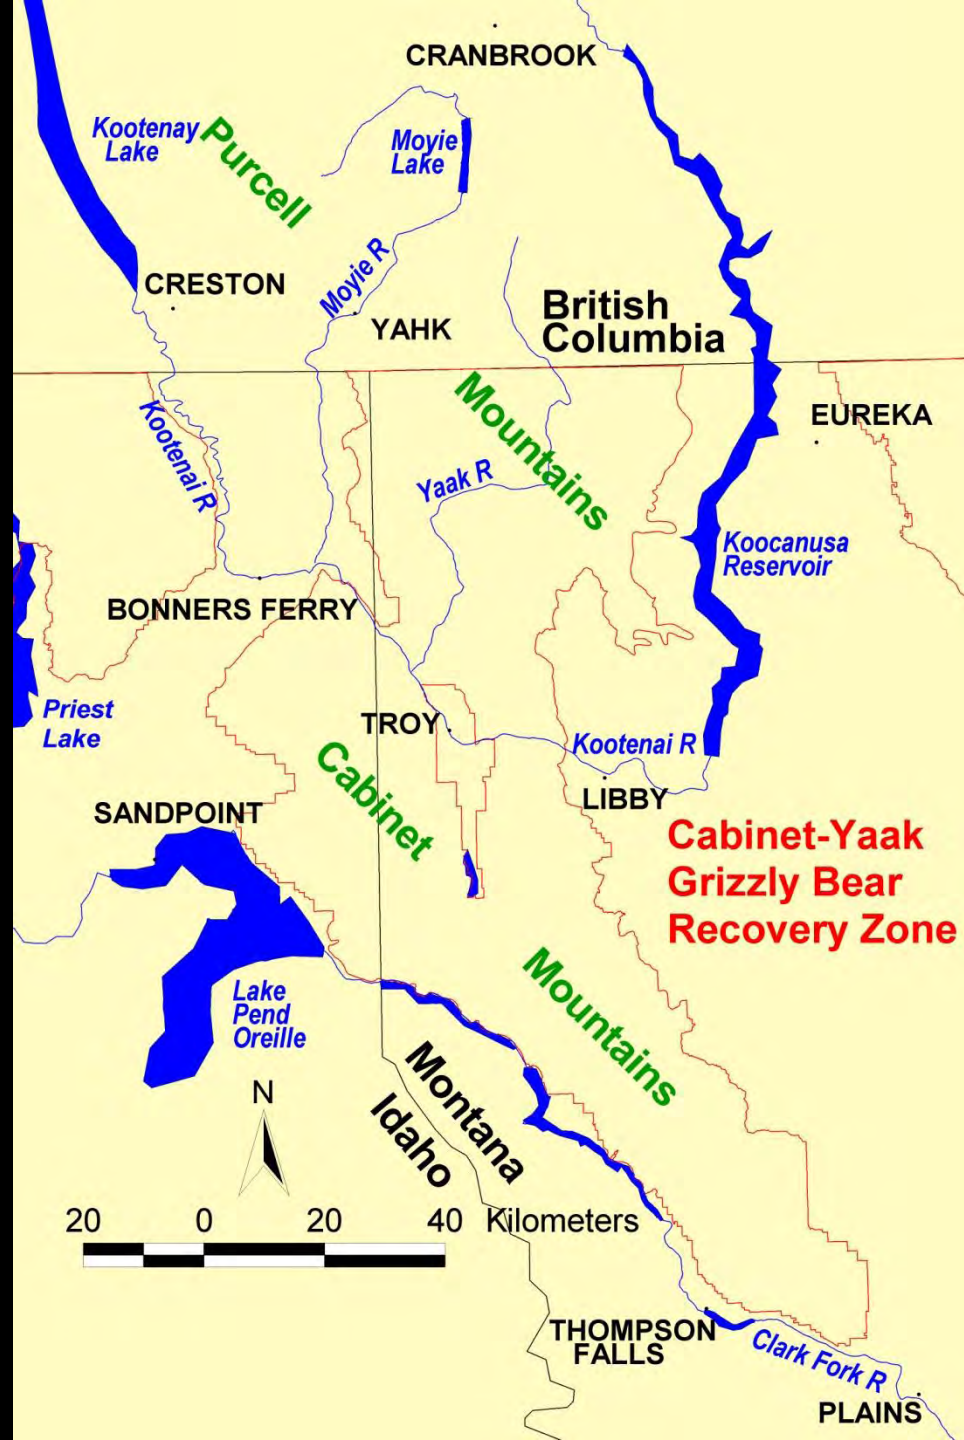 CRANBROOK
Kootenay
Lake
Purcell
Moyie
Lake
Moyie R
CRESTON
YAHK
British
Columbia
Mountains
EUREKA
Kootenai R
Yaak R
Koocanusa
Reservoir
BONNERS FERRY
Priest
Lake
TROY
Kootenai R
Cabinet
LIBBY
SANDPOINT
Cabinet-Yaak
Grizzly Bear
Recovery Zone
Lake
Pend
Oreille
Mountains
Montana
Idaho
N
20 0 20 40 Kilometers
THOMPSON
FALLS
Clark Fork R
PLAINS